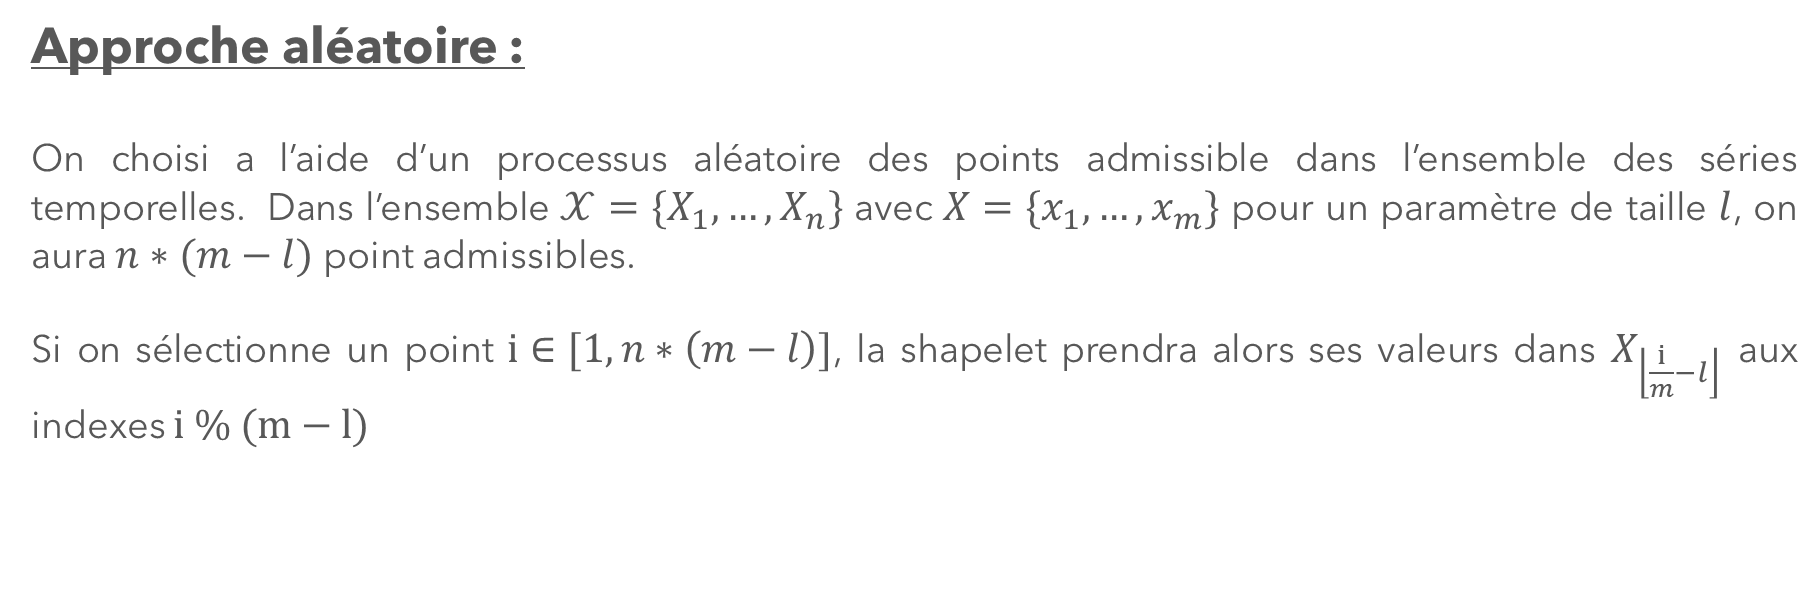 Approche aléatoire :
On choisi a l’aide d’un processus aléatoire des points admissible dans l’ensemble des séries
temporelles. Dans l’ensemble 𝒳 = {X₁, … , Xₙ} avec X = {x₁, … , xₘ} pour un paramètre de taille l, on
aura n ∗ (m − l) point admissibles.
Si on sélectionne un point i ∈ [1, n ∗ (m − l)], la shapelet prendra alors ses valeurs dans X_⌊i/m − l⌋ aux
indexes i % (m − l)